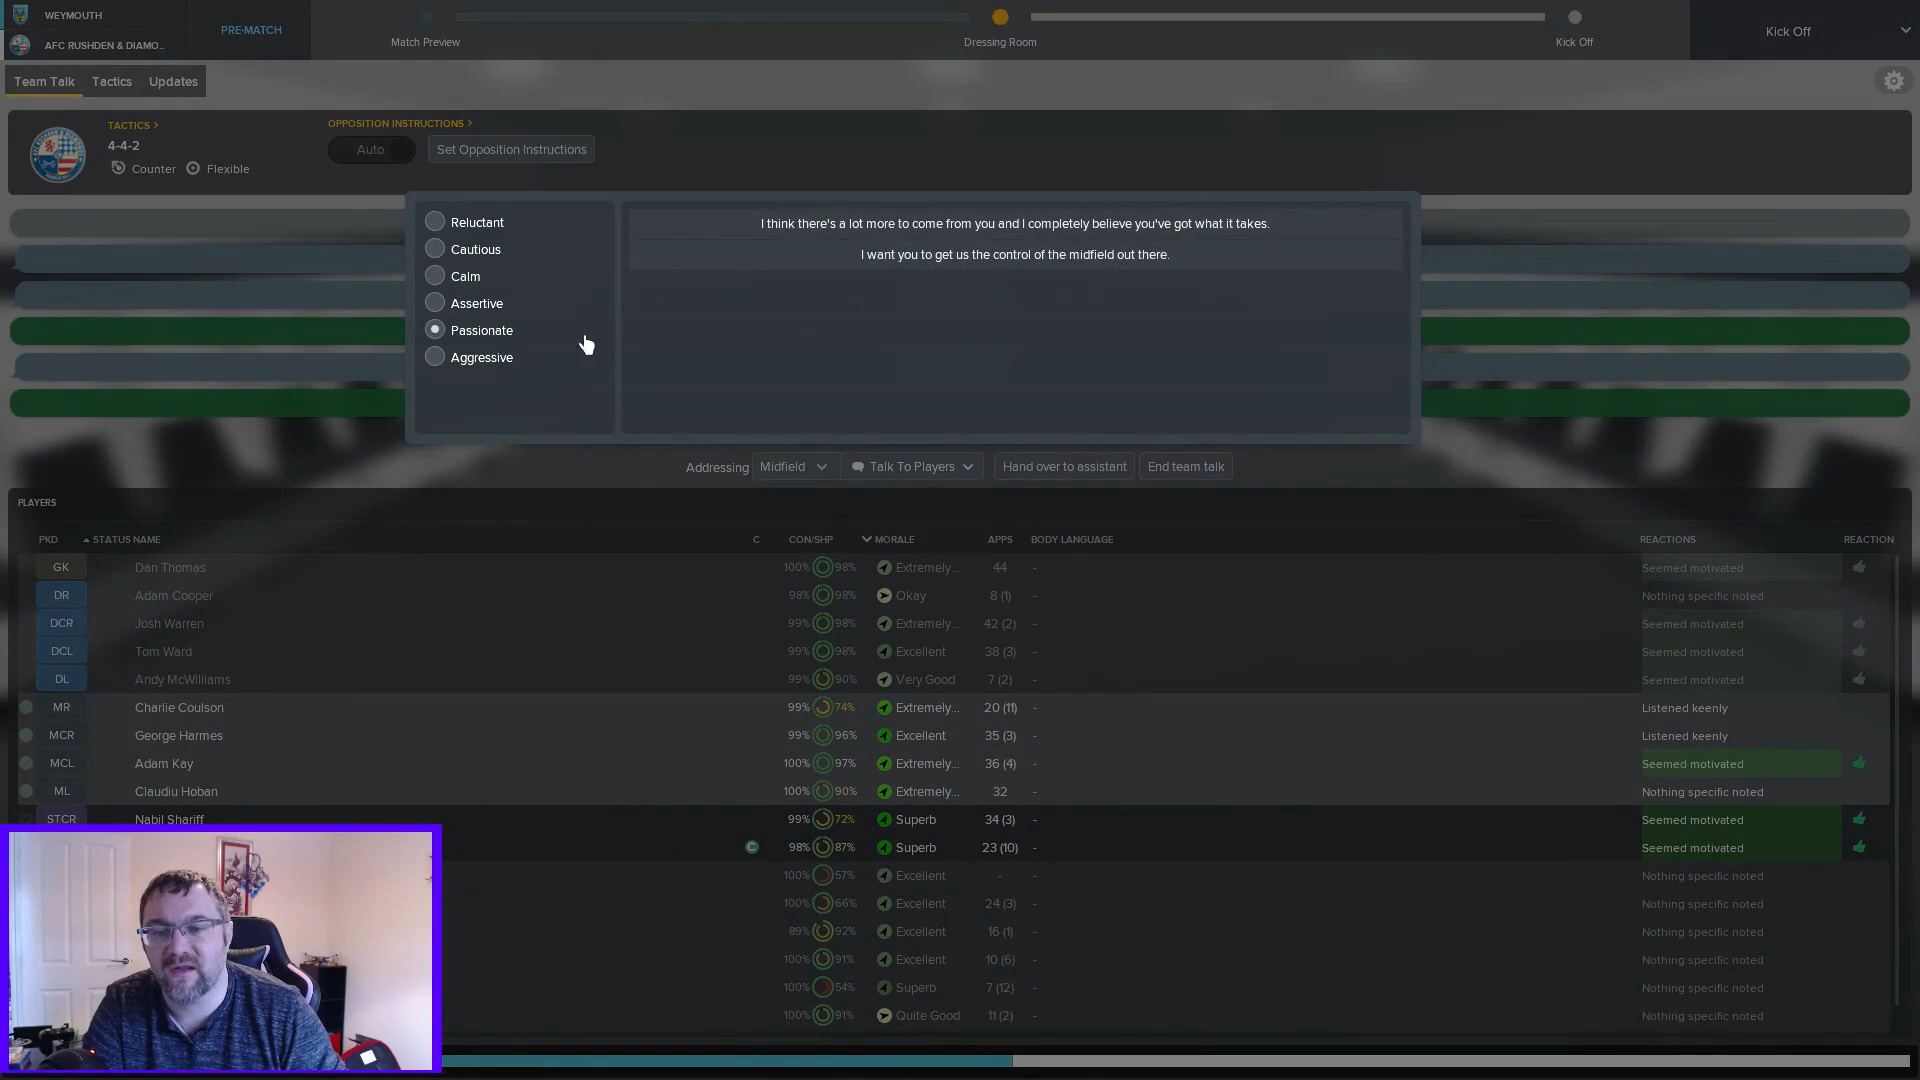 WEYMOUTH
AFC RUSHDEN & DIAMO...
PRE-MATCH
Match Preview
Dressing Room
Kick Off
Kick Off
Team Talk Tactics Updates
TACTICS >
4-4-2
Counter Flexible
OPPOSITION INSTRUCTIONS >
Auto Set Opposition Instructions
Reluctant
Cautious
Calm
Assertive
Passionate
Aggressive
I think there's a lot more to come from you and I completely believe you've got what it takes.
I want you to get us the control of the midfield out there.
Addressing Midfield Talk To Players Hand over to assistant End team talk
PLAYERS
PKD STATUS NAME C CON/SHP MORALE APPS BODY LANGUAGE REACTIONS REACTION
GK Dan Thomas 100% 98% Extremely... 44 - Seemed motivated
DR Adam Cooper 98% 98% Okay 8 (1) - Nothing specific noted
DCR Josh Warren 99% 98% Extremely... 42 (2) - Seemed motivated
DCL Tom Ward 99% 98% Excellent 38 (3) - Seemed motivated
DL Andy McWilliams 99% 90% Very Good 7 (2) - Seemed motivated
MR Charlie Coulson 99% 74% Extremely... 20 (11) - Listened keenly
MCR George Harmes 99% 96% Excellent 35 (3) - Listened keenly
MCL Adam Kay 100% 97% Extremely... 36 (4) - Seemed motivated
ML Claudiu Hoban 100% 90% Extremely... 32 - Nothing specific noted
STCR Nabil Shariff 99% 72% Superb 34 (3) - Seemed motivated
C 98% 87% Superb 23 (10) - Seemed motivated
100% 57% Excellent - - Nothing specific noted
100% 66% Excellent 24 (3) - Nothing specific noted
89% 92% Excellent 16 (1) - Nothing specific noted
100% 91% Excellent 10 (6) - Nothing specific noted
100% 54% Superb 7 (12) - Nothing specific noted
100% 91% Quite Good 11 (2) - Nothing specific noted